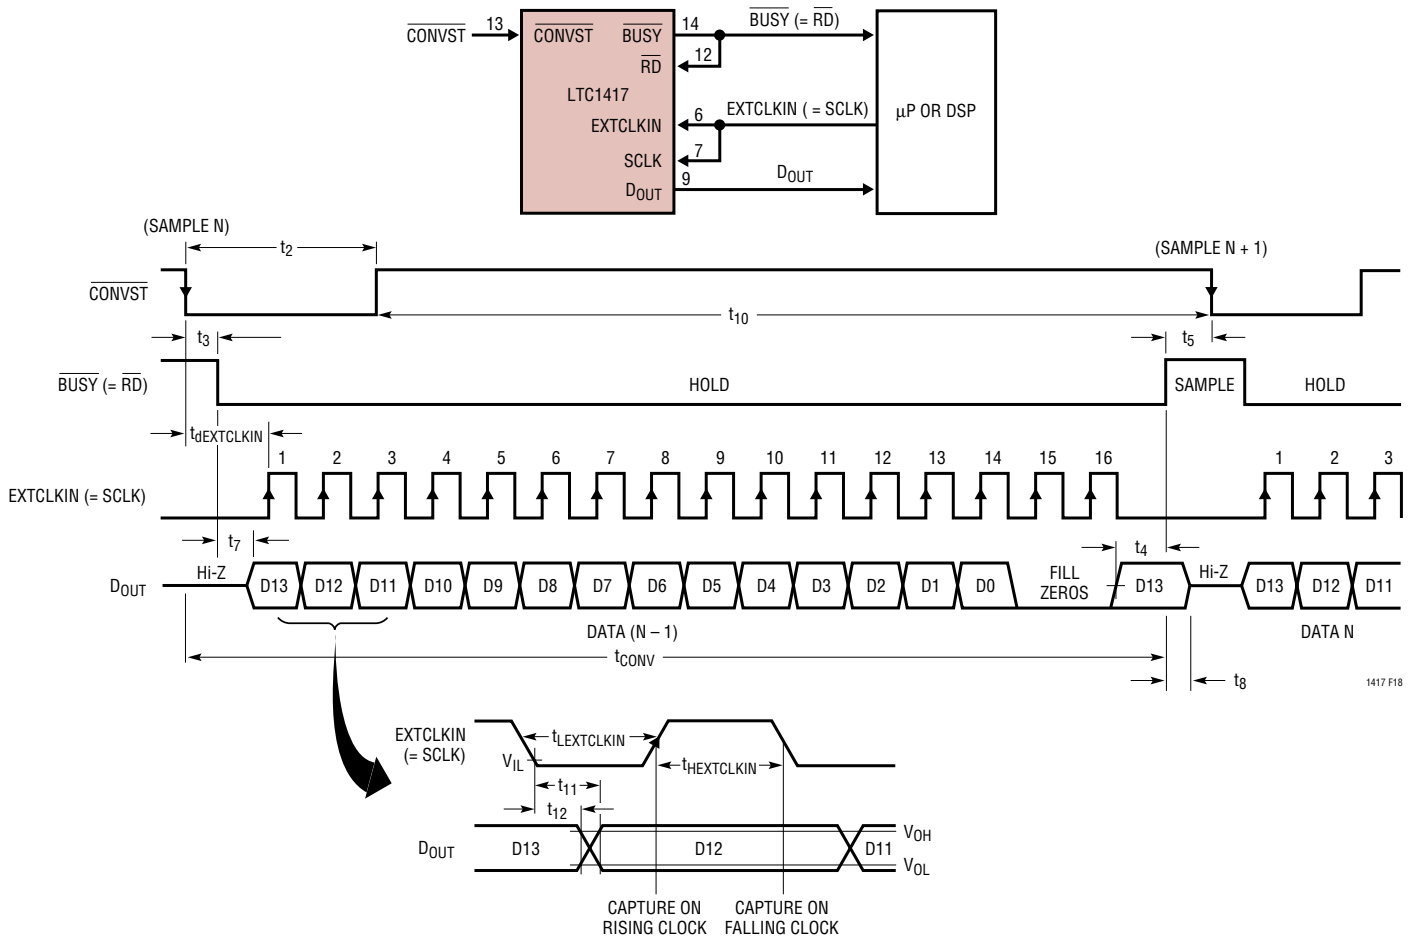 CONVST 13 CONVST BUSY 14 BUSY (= RD)
RD 12
LTC1417
EXTCLKIN 6 EXTCLKIN ( = SCLK) µP OR DSP
SCLK 7
DOUT 9 DOUT
(SAMPLE N) (SAMPLE N + 1)
t2
CONVST
t10
t3 t5
BUSY (= RD) HOLD SAMPLE HOLD
tdEXTCLKIN
1 2 3 4 5 6 7 8 9 10 11 12 13 14 15 16 1 2 3
EXTCLKIN (= SCLK)
t7 t4
DOUT Hi-Z D13 D12 D11 D10 D9 D8 D7 D6 D5 D4 D3 D2 D1 D0 FILL ZEROS D13 Hi-Z D13 D12 D11
DATA (N – 1) DATA N
tCONV
t8
1417 F18
EXTCLKIN
(= SCLK)
tLEXTCLKIN
VIL tHEXTCLKIN
t11
t12
VOH
DOUT D13 D12 D11
VOL
CAPTURE ON CAPTURE ON
RISING CLOCK FALLING CLOCK